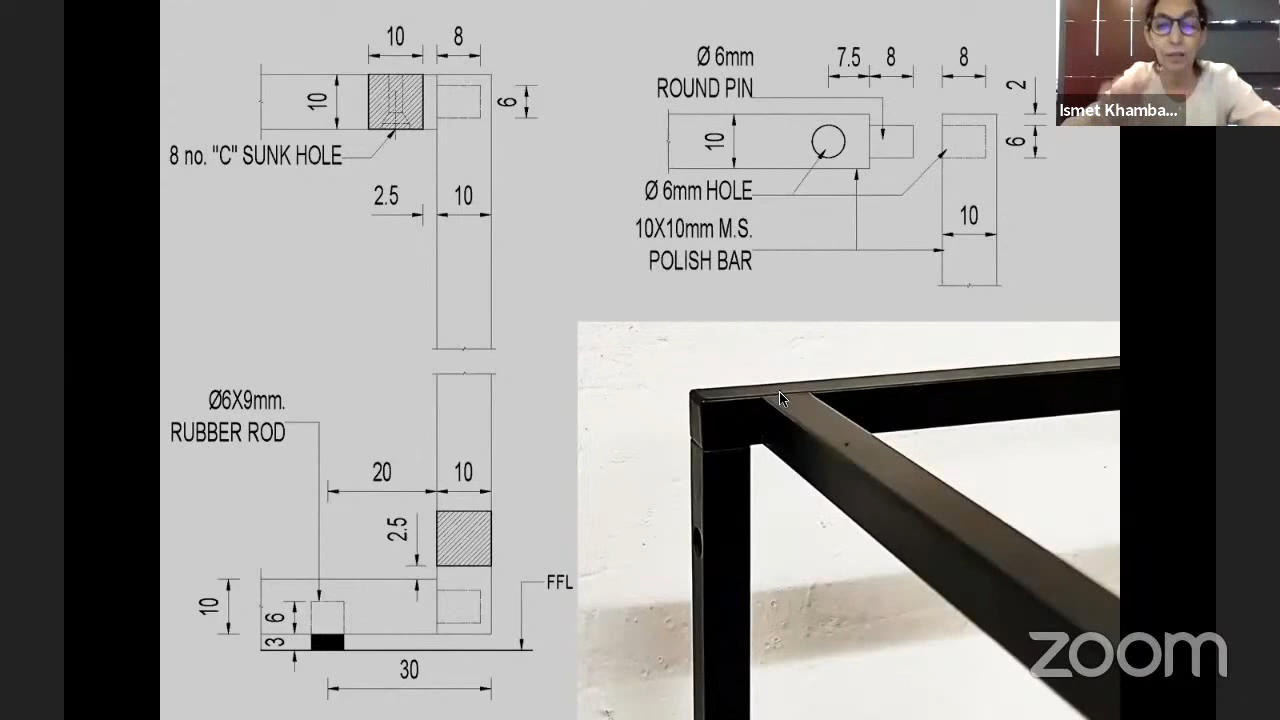 10
8
10
6
8 no. "C" SUNK HOLE
2.5
10
Ø6X9mm.
RUBBER ROD
20
10
2.5
10
6
3
FFL
30
Ø 6mm
ROUND PIN
7.5
8
8
2
10
6
Ø 6mm HOLE
10X10mm M.S.
POLISH BAR
10
Ismet Khamba...
zoom